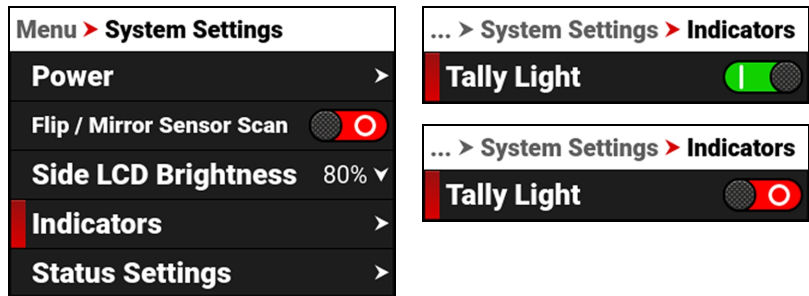 Menu > System Settings
Power
Flip / Mirror Sensor Scan
Side LCD Brightness 80%
Indicators
Status Settings
... > System Settings > Indicators
Tally Light
... > System Settings > Indicators
Tally Light